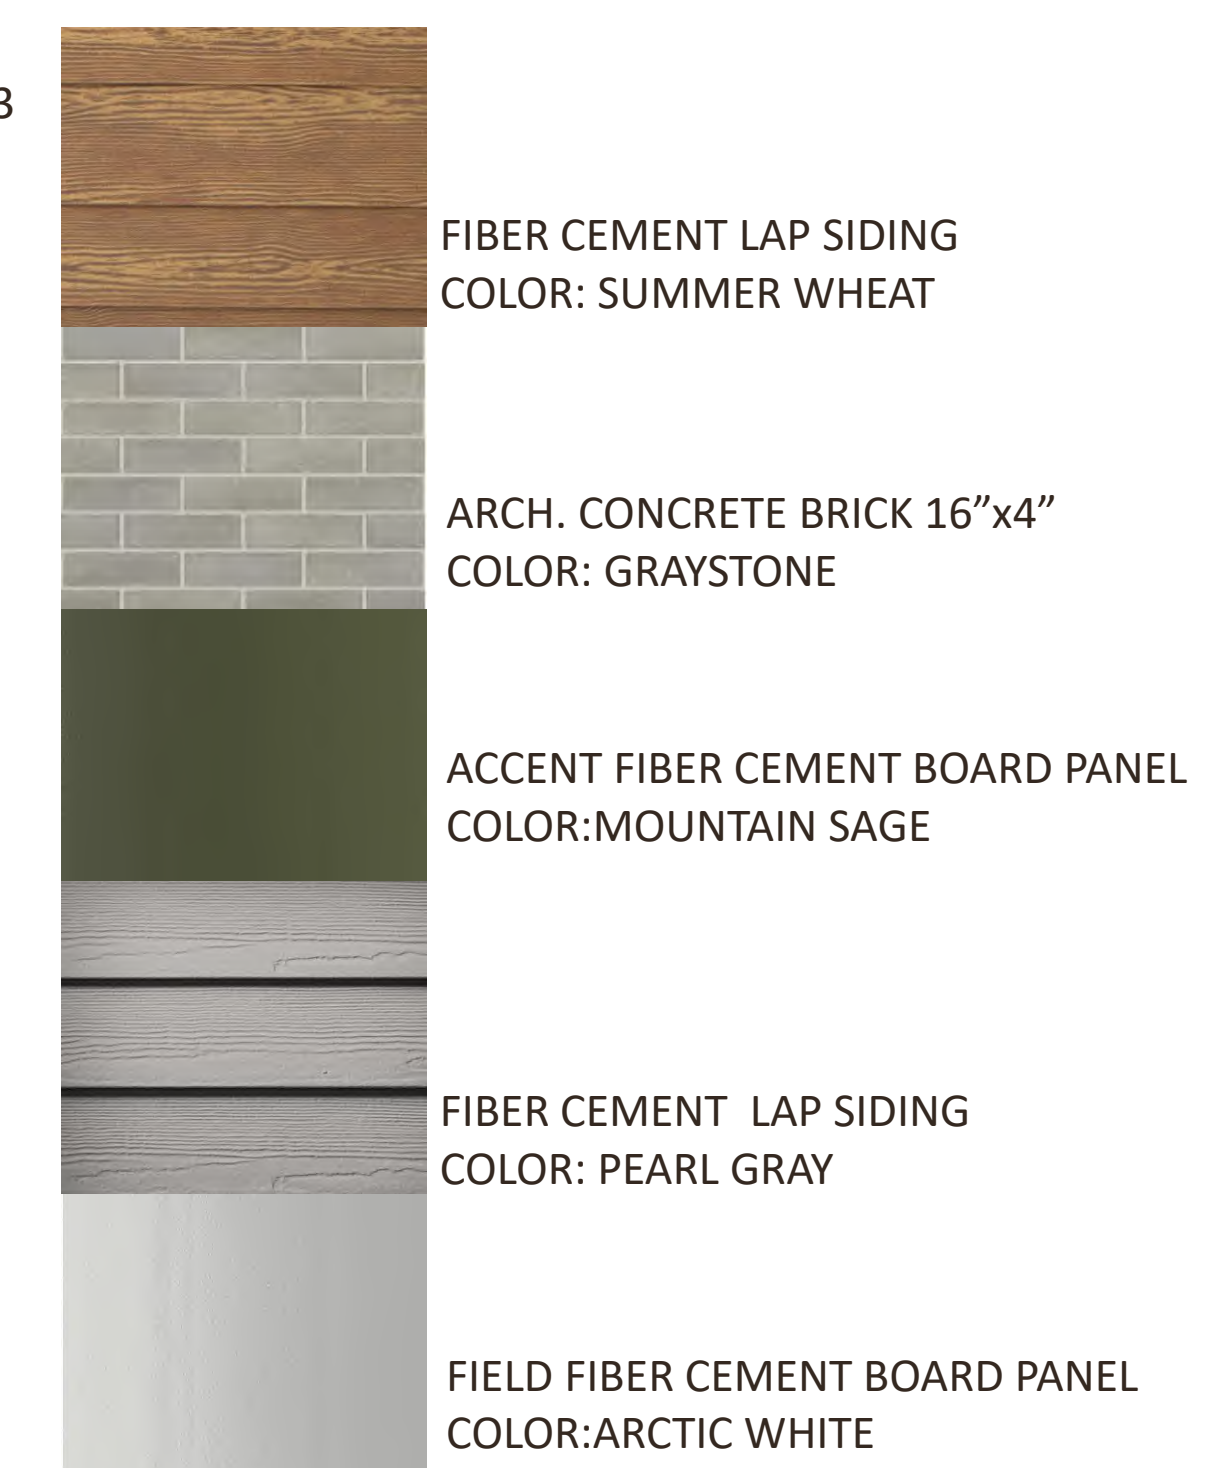 3
FIBER CEMENT LAP SIDING
COLOR: SUMMER WHEAT
ARCH. CONCRETE BRICK 16”x4”
COLOR: GRAYSTONE
ACCENT FIBER CEMENT BOARD PANEL
COLOR:MOUNTAIN SAGE
FIBER CEMENT  LAP SIDING
COLOR: PEARL GRAY
FIELD FIBER CEMENT BOARD PANEL
COLOR:ARCTIC WHITE